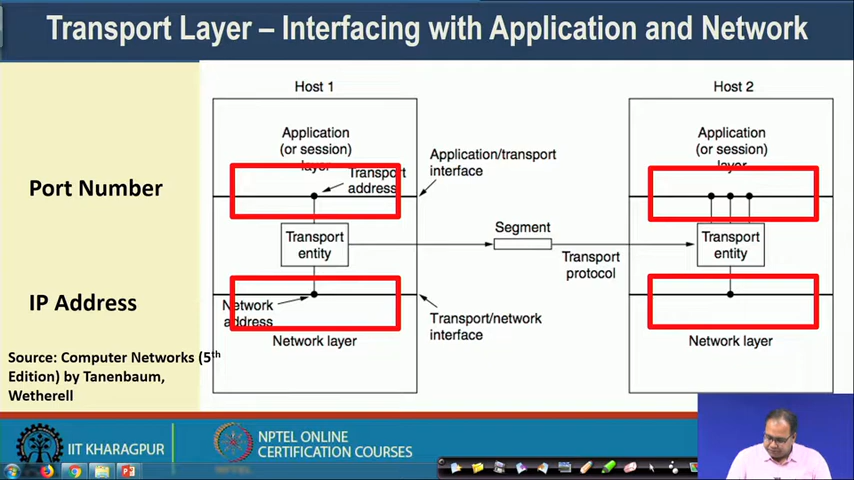 Transport Layer – Interfacing with Application and Network
Host 1
Host 2
Application
(or session)
layer
Transport
address
Application/transport
interface
Application
(or session)
layer
Port Number
Transport
entity
Segment
Transport
protocol
Transport
entity
IP Address
Network
address
Transport/network
interface
Network layer
Network layer
Source: Computer Networks (5th
Edition) by Tanenbaum,
Wetherell
IIT KHARAGPUR
NPTEL ONLINE
CERTIFICATION COURSES
NPTEL